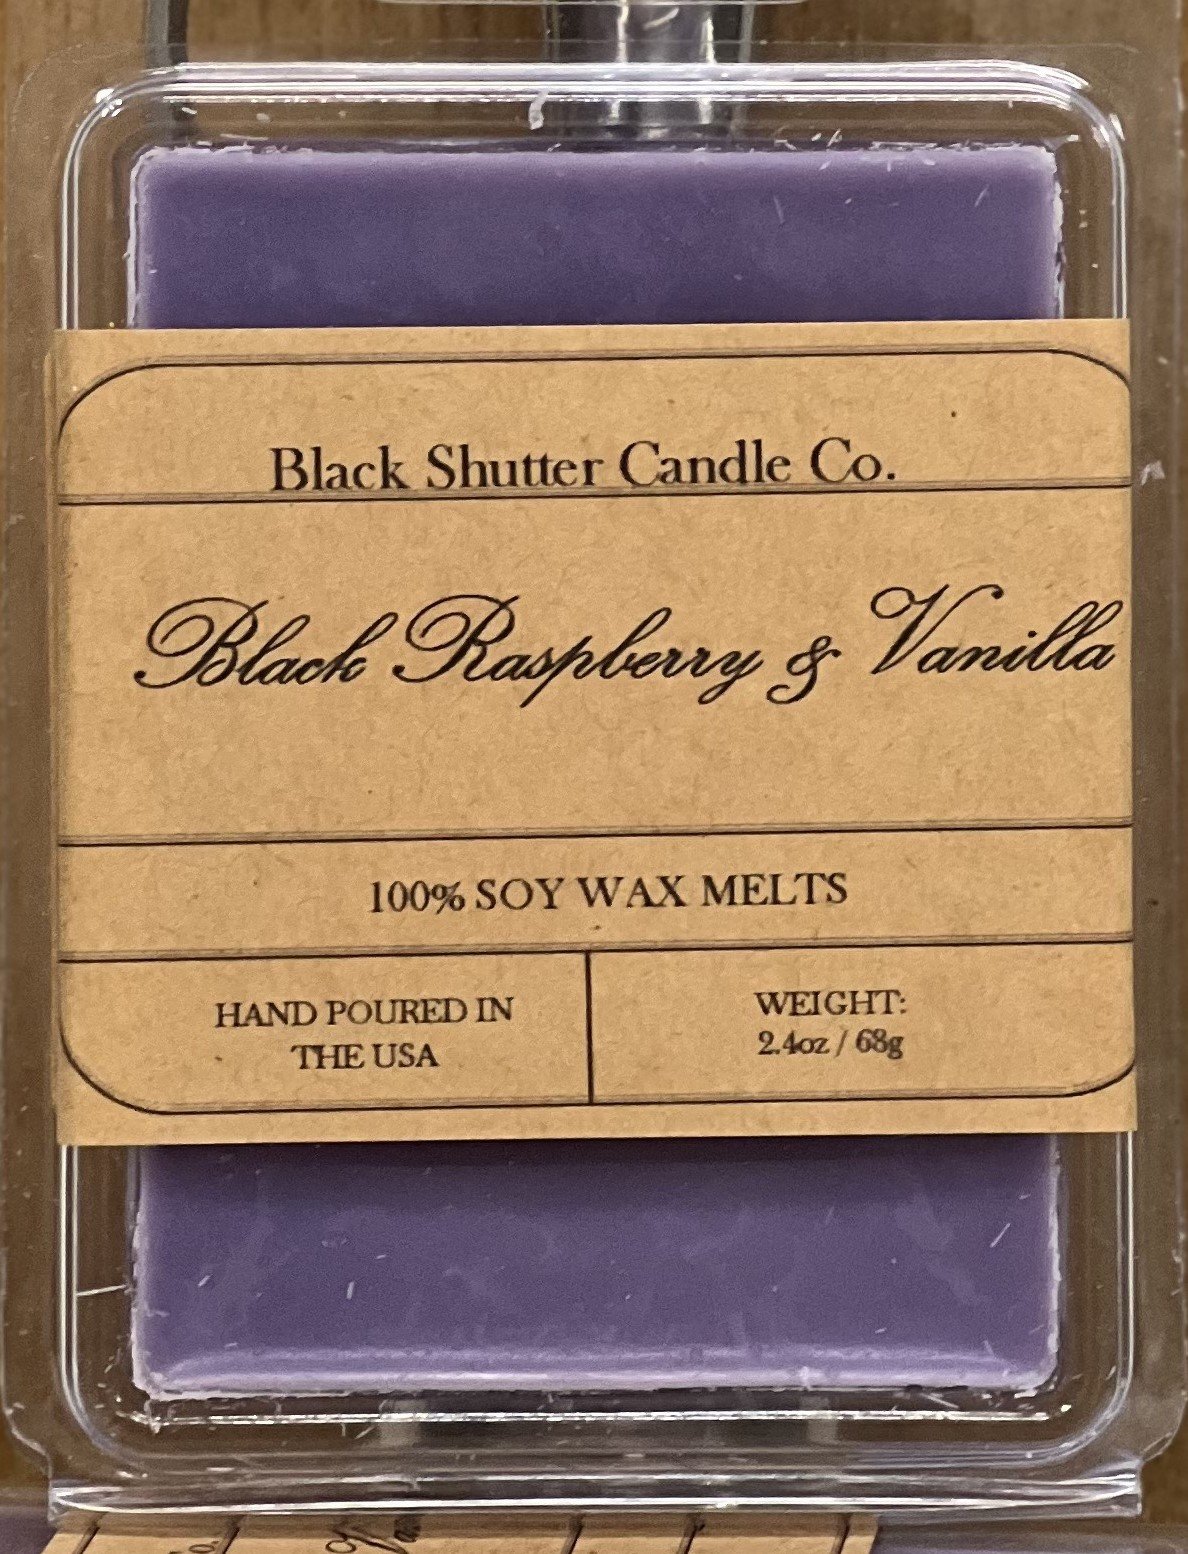 Black Shutter Candle Co.
Black Raspberry & Vanilla
100% SOY WAX MELTS
HAND POURED IN
THE USA
WEIGHT:
2.4oz / 68g